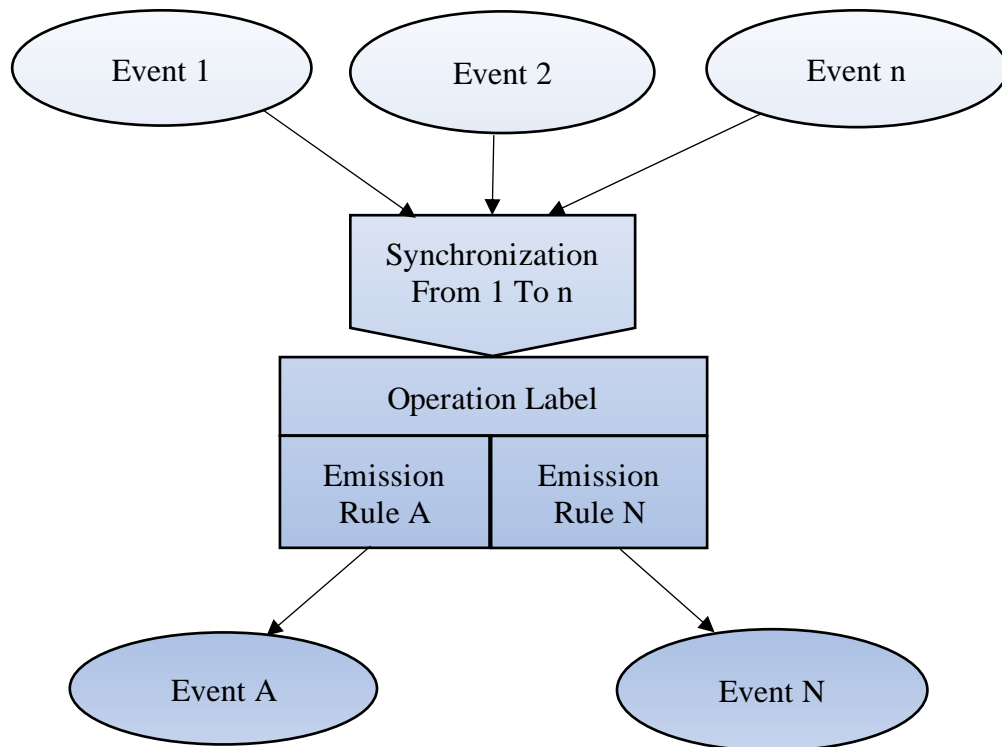 Event 1
Event 2
Event n
Synchronization
From 1 To n
Operation Label
Emission
Rule A
Emission
Rule N
Event A
Event N